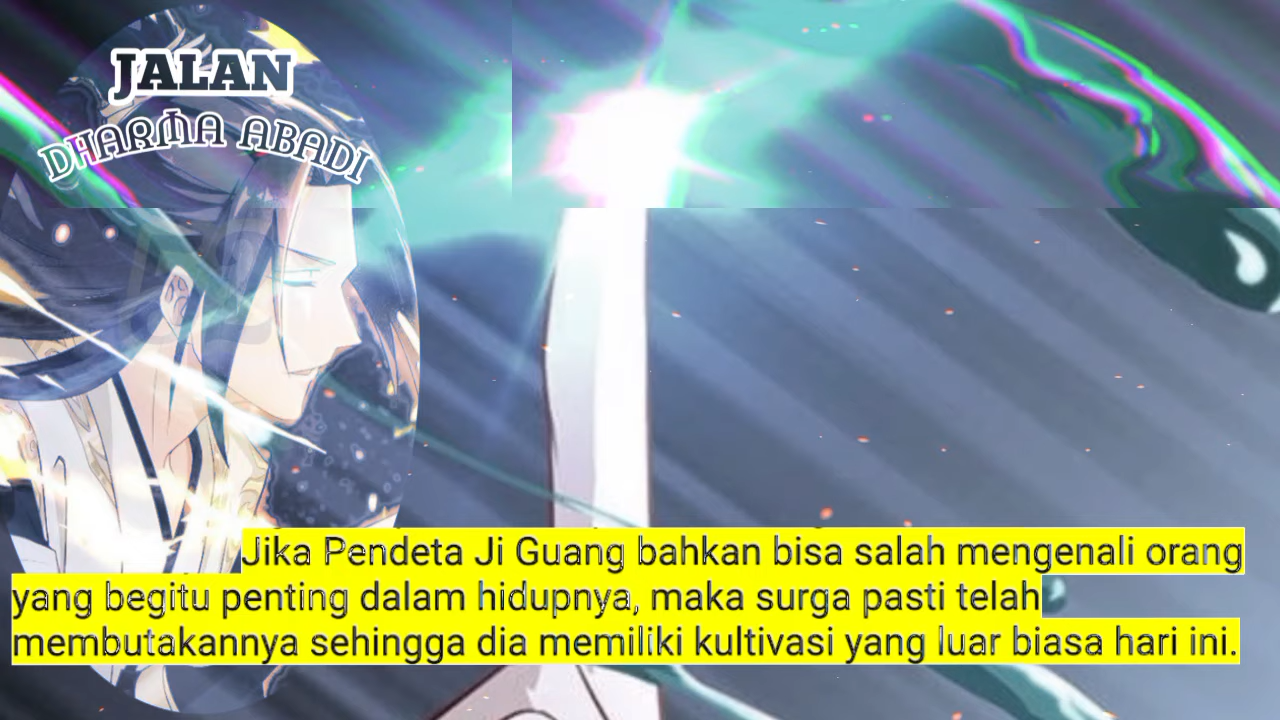 JALAN
DHARMA ABADI
Jika Pendeta Ji Guang bahkan bisa salah mengenali orang
yang begitu penting dalam hidupnya, maka surga pasti telah
membutakannya sehingga dia memiliki kultivasi yang luar biasa hari ini.